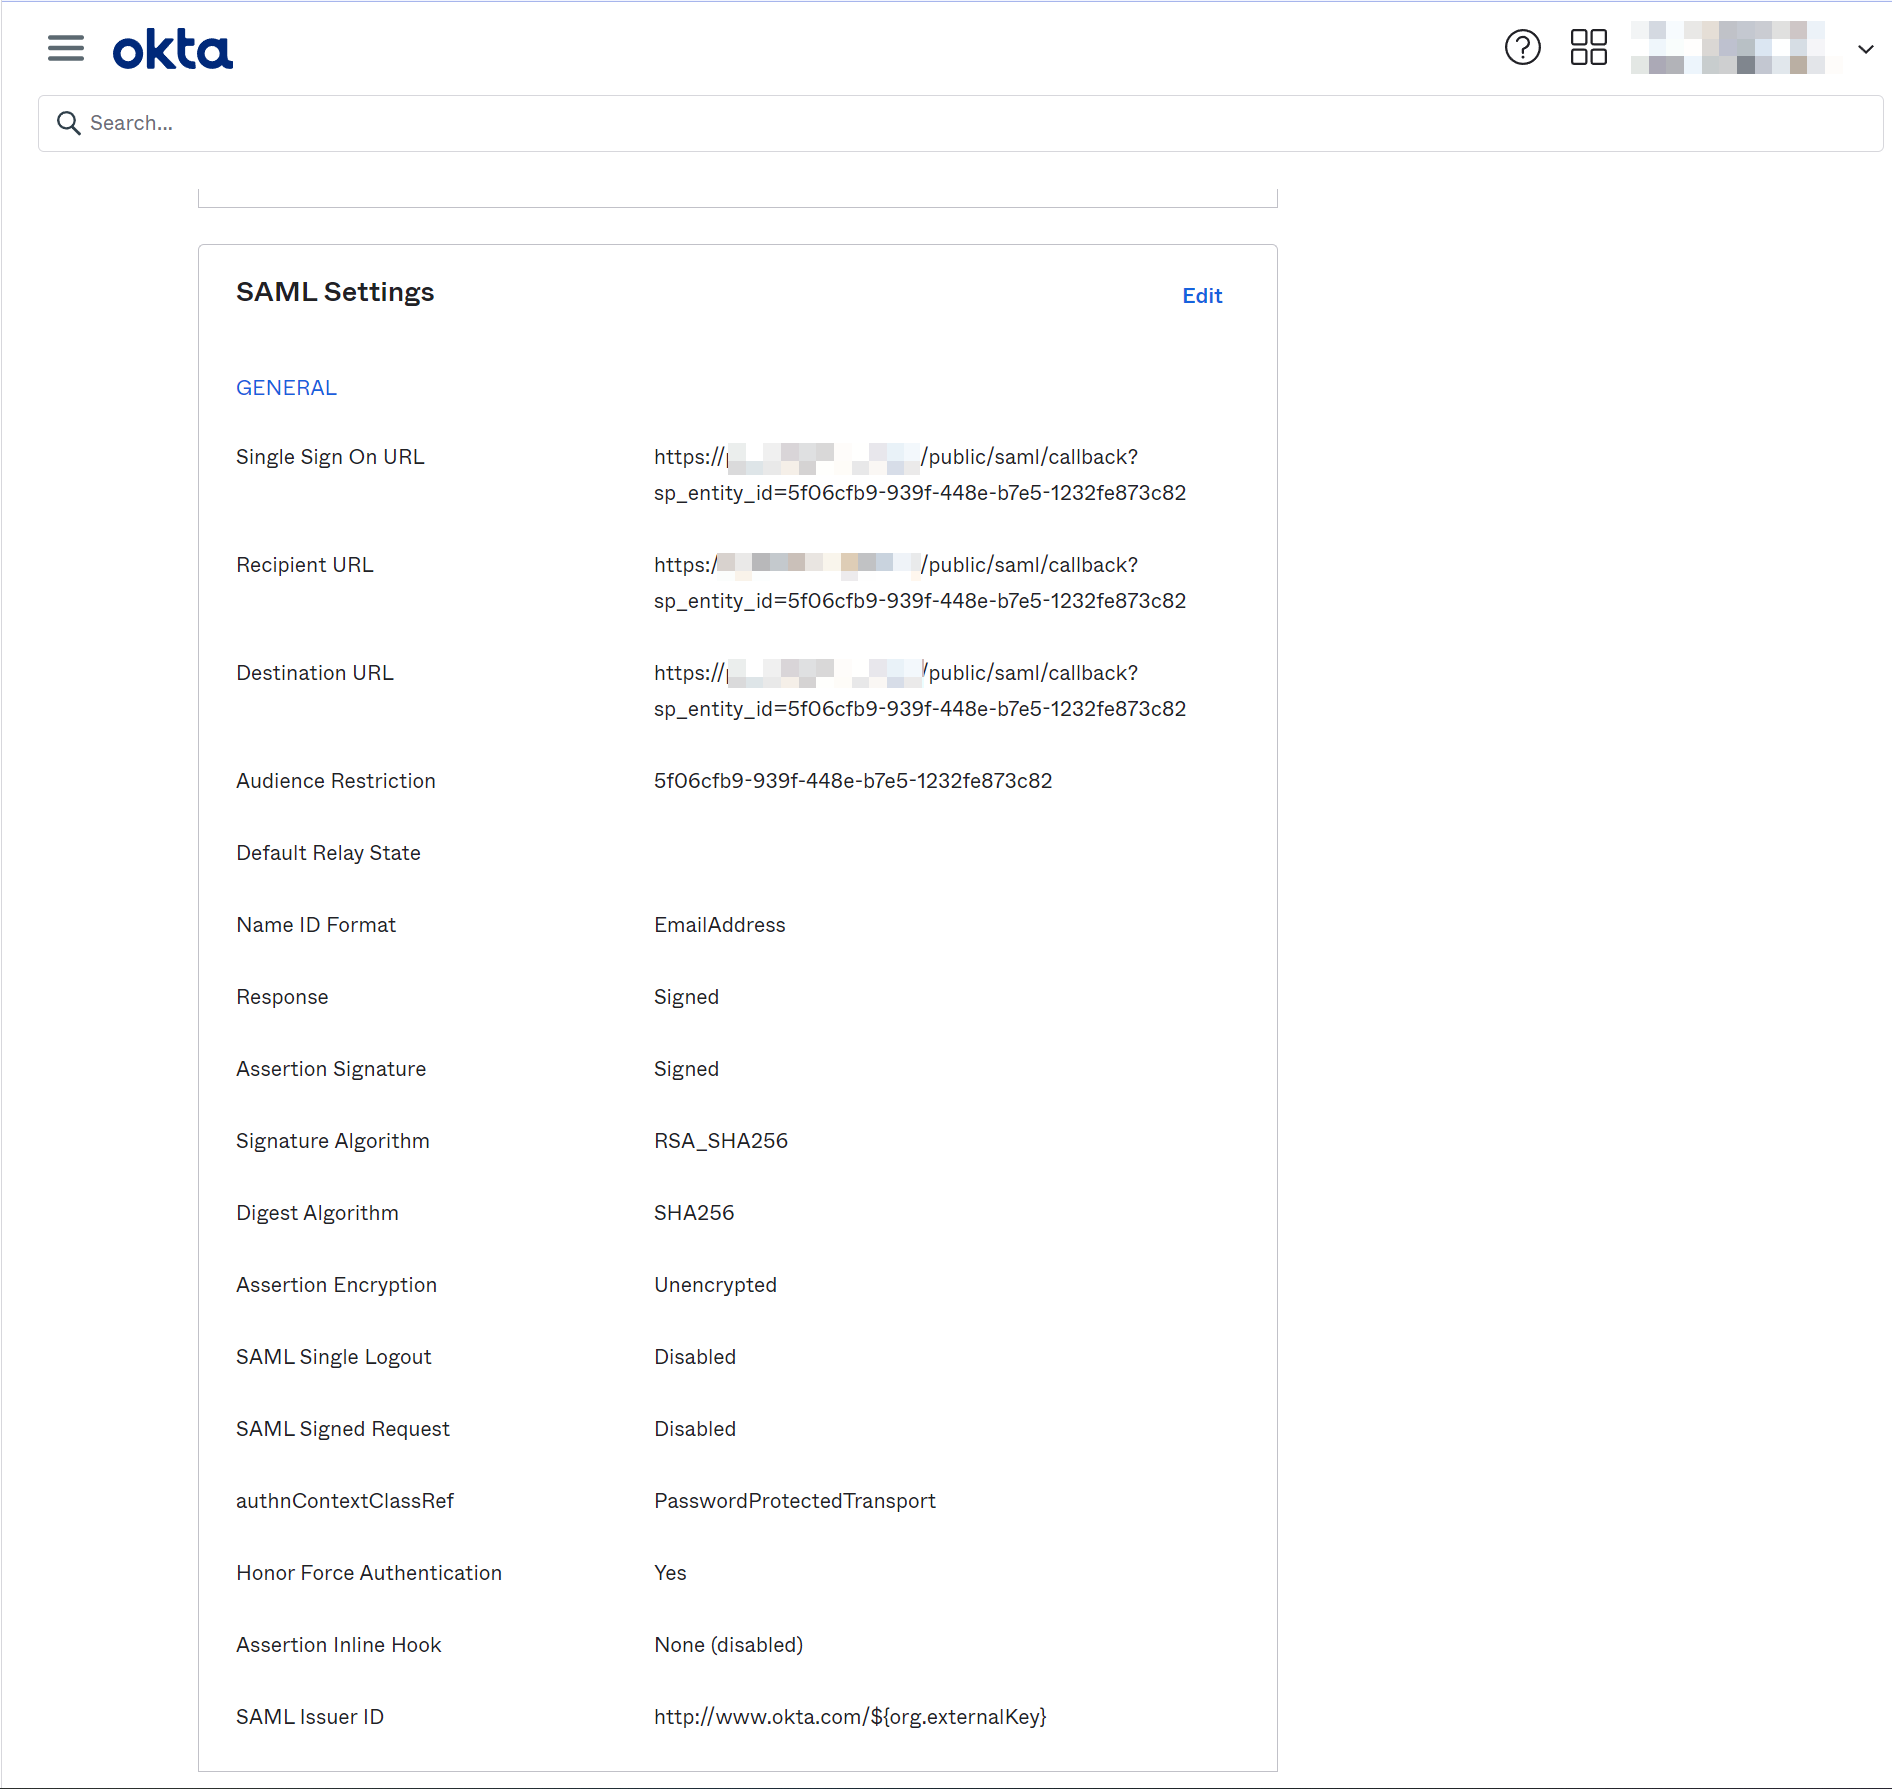 okta
Search...
SAML Settings
Edit
GENERAL
Single Sign On URL
https:// /public/saml/callback?
sp_entity_id=5f06cfb9-939f-448e-b7e5-1232fe873c82
Recipient URL
https:/ /public/saml/callback?
sp_entity_id=5f06cfb9-939f-448e-b7e5-1232fe873c82
Destination URL
https:// /public/saml/callback?
sp_entity_id=5f06cfb9-939f-448e-b7e5-1232fe873c82
Audience Restriction
5f06cfb9-939f-448e-b7e5-1232fe873c82
Default Relay State
Name ID Format
EmailAddress
Response
Signed
Assertion Signature
Signed
Signature Algorithm
RSA_SHA256
Digest Algorithm
SHA256
Assertion Encryption
Unencrypted
SAML Single Logout
Disabled
SAML Signed Request
Disabled
authnContextClassRef
PasswordProtectedTransport
Honor Force Authentication
Yes
Assertion Inline Hook
None (disabled)
SAML Issuer ID
http://www.okta.com/${org.externalKey}